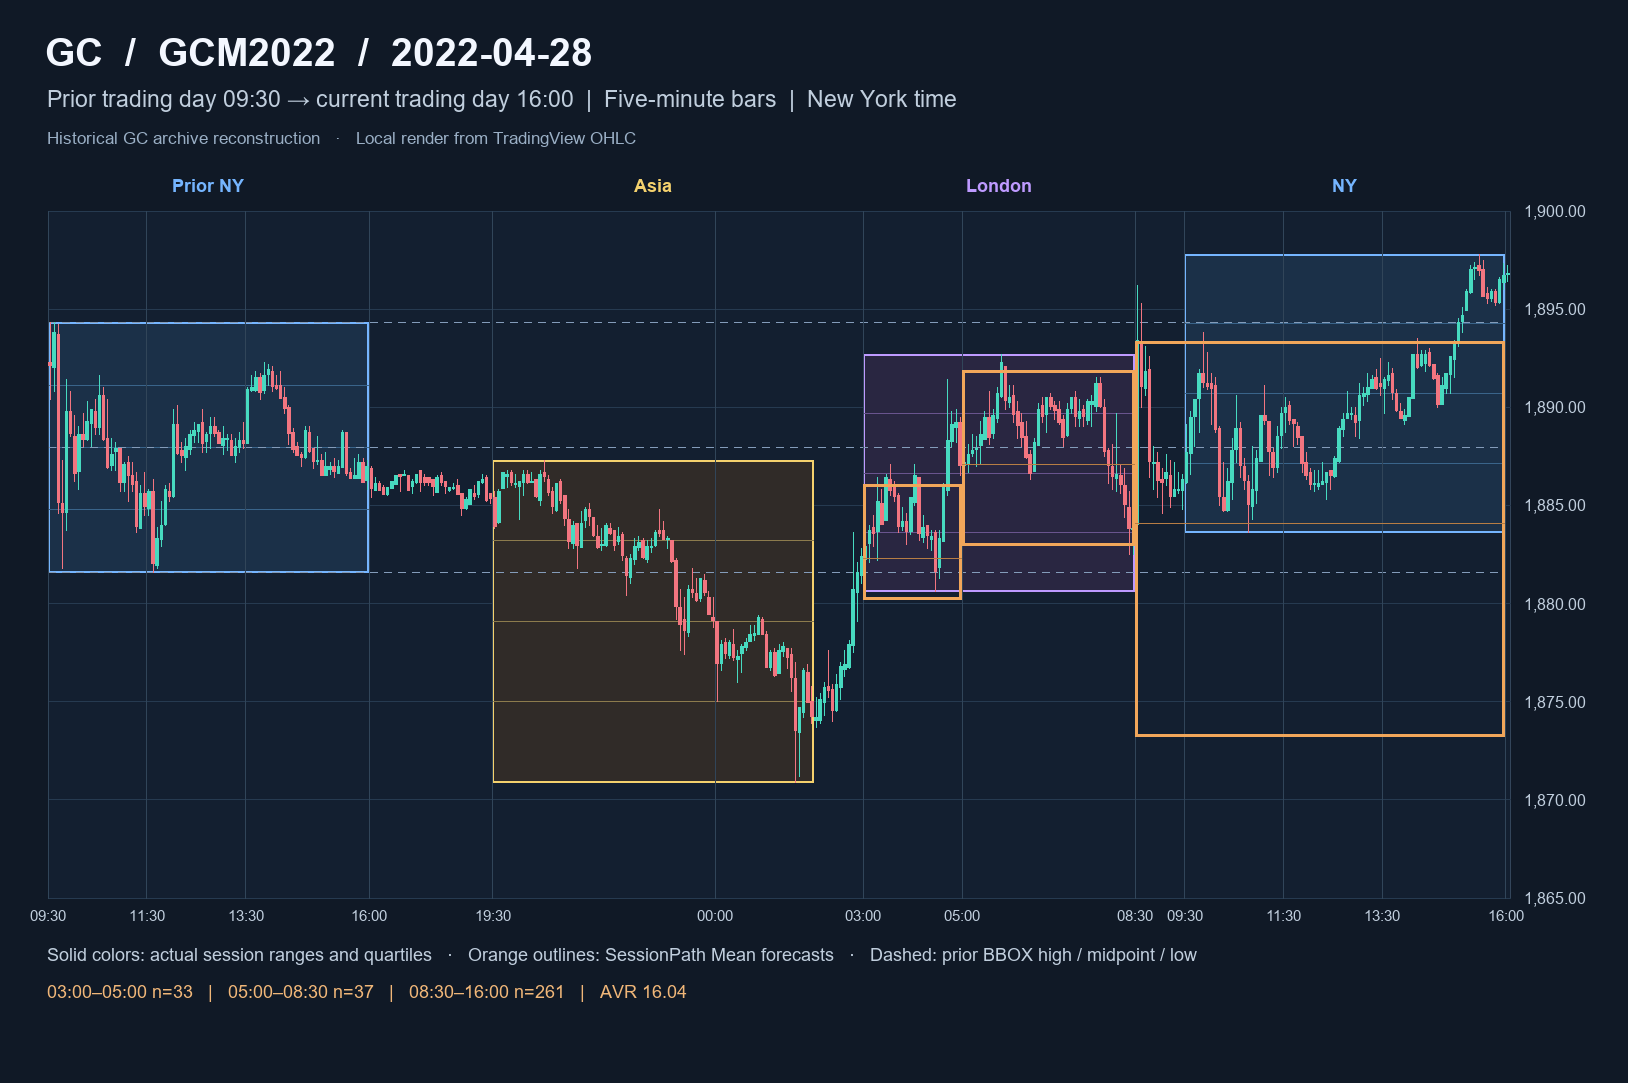 GC / GCM2022 / 2022-04-28
Prior trading day 09:30 → current trading day 16:00 | Five-minute bars | New York time
Historical GC archive reconstruction · Local render from TradingView OHLC
Prior NY Asia London NY
1,900.00
1,895.00
1,890.00
1,885.00
1,880.00
1,875.00
1,870.00
1,865.00
09:30 11:30 13:30 16:00 19:30 00:00 03:00 05:00 08:30 09:30 11:30 13:30 16:00
Solid colors: actual session ranges and quartiles · Orange outlines: SessionPath Mean forecasts · Dashed: prior BBOX high / midpoint / low
03:00–05:00 n=33 | 05:00–08:30 n=37 | 08:30–16:00 n=261 | AVR 16.04